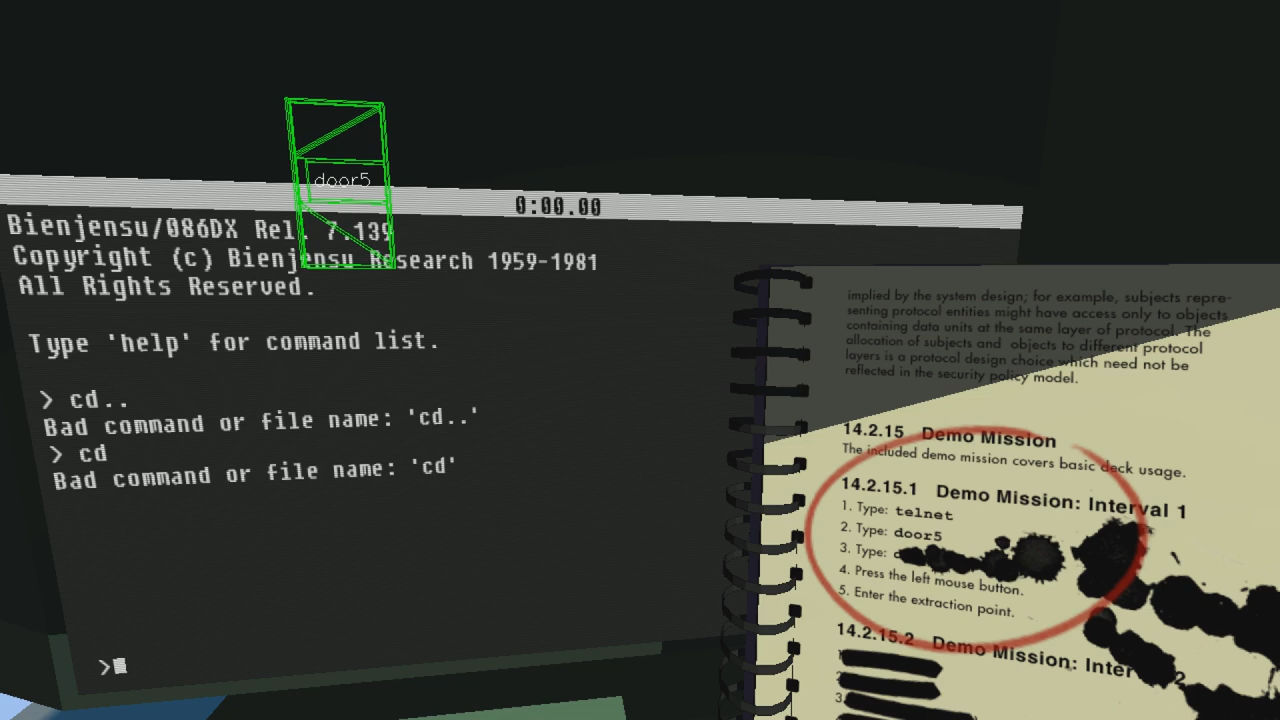 door5
0:00.00
Bienjensu/086DX Rel. 7.139
Copyright (c) Bienjensu Research 1959-1981
All Rights Reserved.
Type 'help' for command list.
> cd..
Bad command or file name: 'cd..'
> cd
Bad command or file name: 'cd'
>
implied by the system design; for example, subjects repre-
senting protocol entities might have access only to objects
containing data units at the same layer of protocol. The
allocation of subjects and objects to different protocol
layers is a protocol design choice which need not be
reflected in the security policy model.
14.2.15 Demo Mission
The included demo mission covers basic deck usage.
14.2.15.1 Demo Mission: Interval 1
1. Type: telnet
2. Type: door5
3. Type:
4. Press the left mouse button.
5. Enter the extraction point.
14.2.15.2 Demo Mission: 2
3.